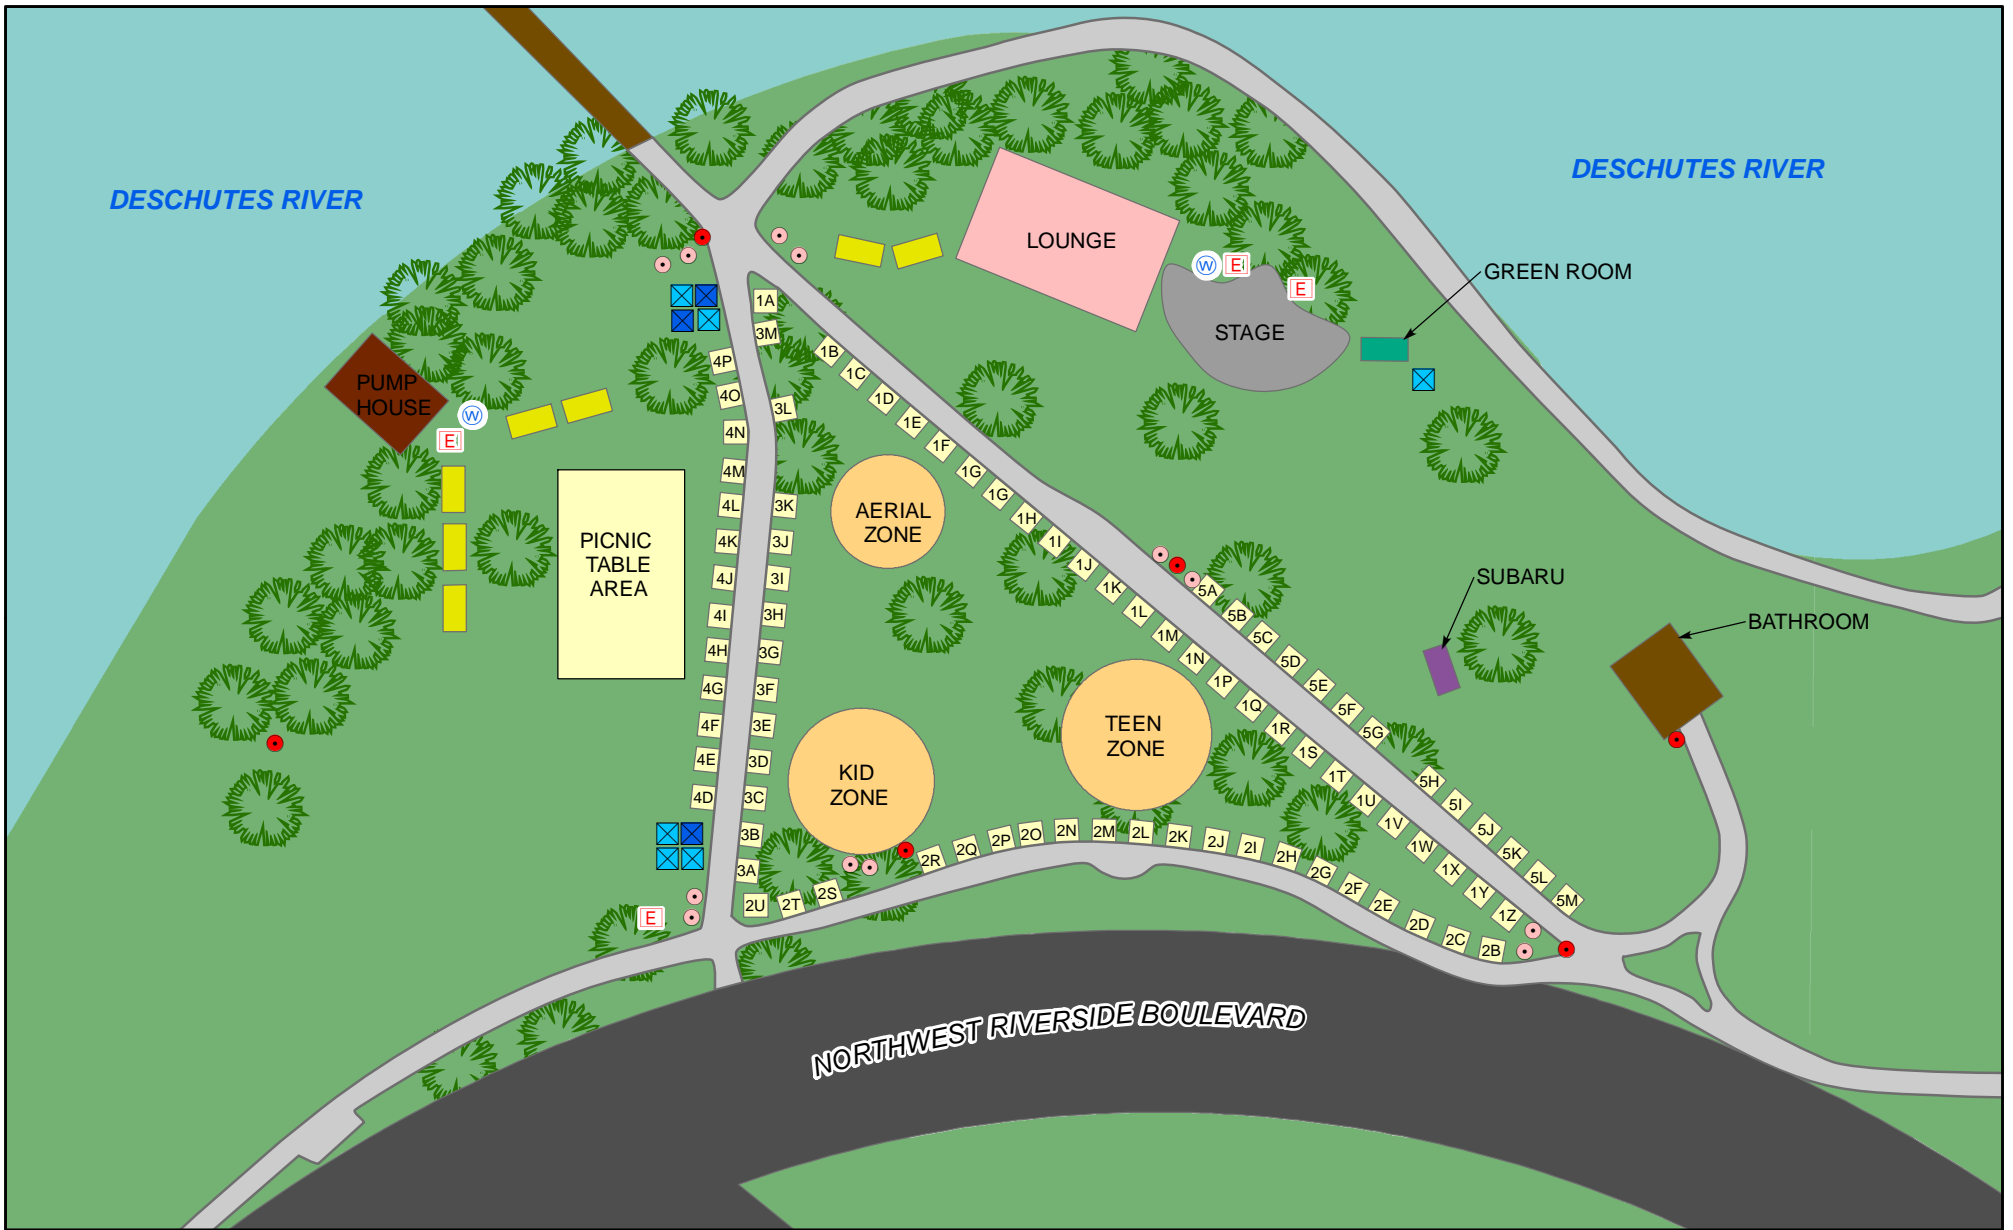 DESCHUTES RIVER
DESCHUTES RIVER
LOUNGE
W
E
E
GREEN ROOM
STAGE
PUMP
HOUSE
W
E
PICNIC
TABLE
AREA
AERIAL
ZONE
SUBARU
BATHROOM
TEEN
ZONE
KID
ZONE
E
1A
3M
4P
4O
3L
4N
4M
4L
3K
4K
3J
4J
3I
4I
3H
4H
3G
4G
3F
4F
3E
4E
3D
4D
3C
3B
3A
2U
2T
2S
2R
2Q
2P
2O
2N
2M
2L
2K
2J
2I
2H
2G
2F
2E
2D
2C
2B
1B
1C
1D
1E
1F
1G
1G
1H
1I
1J
1K
1L
1M
1N
1P
1Q
1R
1S
1T
1U
1V
1W
1X
1Y
1Z
5A
5B
5C
5D
5E
5F
5G
5H
5I
5J
5K
5L
5M
NORTHWEST RIVERSIDE BOULEVARD